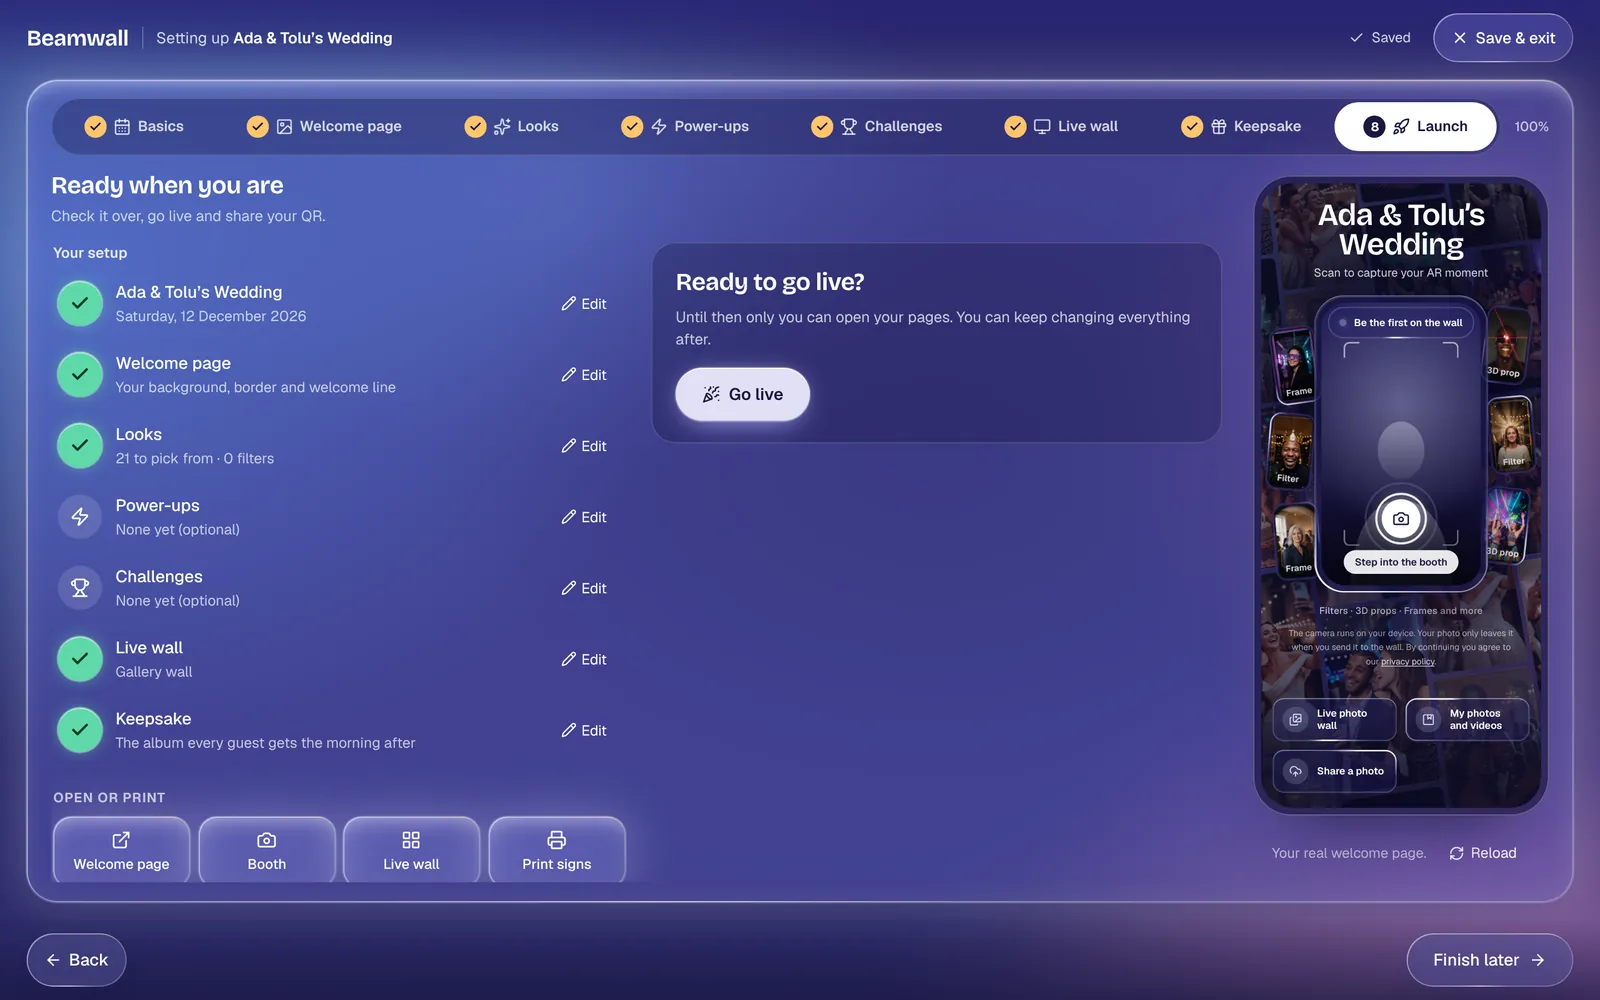 Beamwall
Setting up Ada & Tolu's Wedding
Saved
Save & exit
Basics
Welcome page
Looks
Power-ups
Challenges
Live wall
Keepsake
8 Launch
100%
Ready when you are
Check it over, go live and share your QR.
Your setup
Ada & Tolu's Wedding
Saturday, 12 December 2026
Edit
Welcome page
Your background, border and welcome line
Edit
Looks
21 to pick from · 0 filters
Edit
Power-ups
None yet (optional)
Edit
Challenges
None yet (optional)
Edit
Live wall
Gallery wall
Edit
Keepsake
The album every guest gets the morning after
Edit
OPEN OR PRINT
Welcome page
Booth
Live wall
Print signs
Ready to go live?
Until then only you can open your pages. You can keep changing everything
after.
Go live
Ada & Tolu's
Wedding
Scan to capture your AR moment
Be the first on the wall
Frame
3D prop
Filter
Filter
Frame
3D prop
Step into the booth
Filters · 3D props · Frames and more
The camera runs on your device. Your photo only leaves it
when you send it to the wall. By continuing you agree to
our privacy policy.
Live photo
wall
My photos
and videos
Share a photo
Your real welcome page.
Reload
Back
Finish later